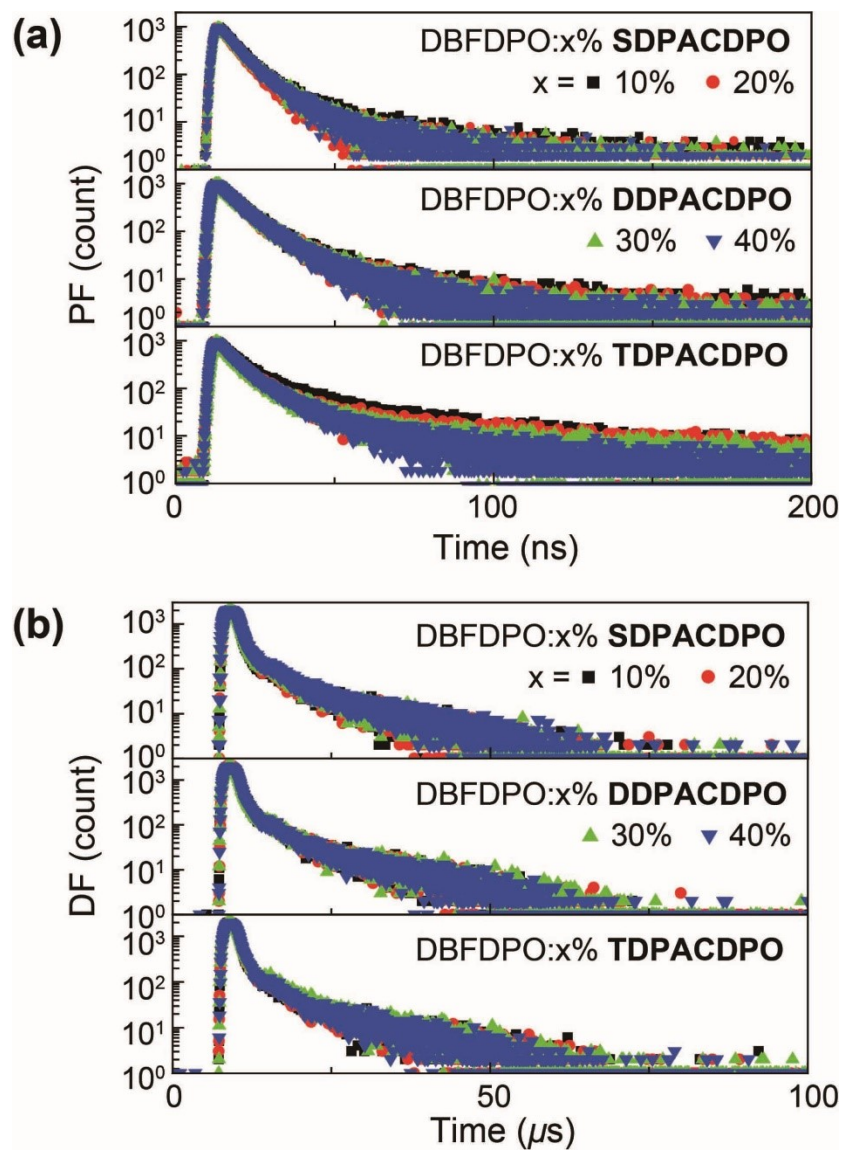 (a)
10³
10²
10¹
10⁰
DBFDPO:x% SDPACDPO
x = ■ 10% ● 20%
PF (count)
10³
10²
10¹
10⁰
DBFDPO:x% DDPACDPO
▲ 30% ▼ 40%
10³
10²
10¹
10⁰
DBFDPO:x% TDPACDPO
0 100 200
Time (ns)
(b)
10³
10²
10¹
10⁰
DBFDPO:x% SDPACDPO
x = ■ 10% ● 20%
DF (count)
10³
10²
10¹
10⁰
DBFDPO:x% DDPACDPO
▲ 30% ▼ 40%
10³
10²
10¹
10⁰
DBFDPO:x% TDPACDPO
0 50 100
Time (µs)